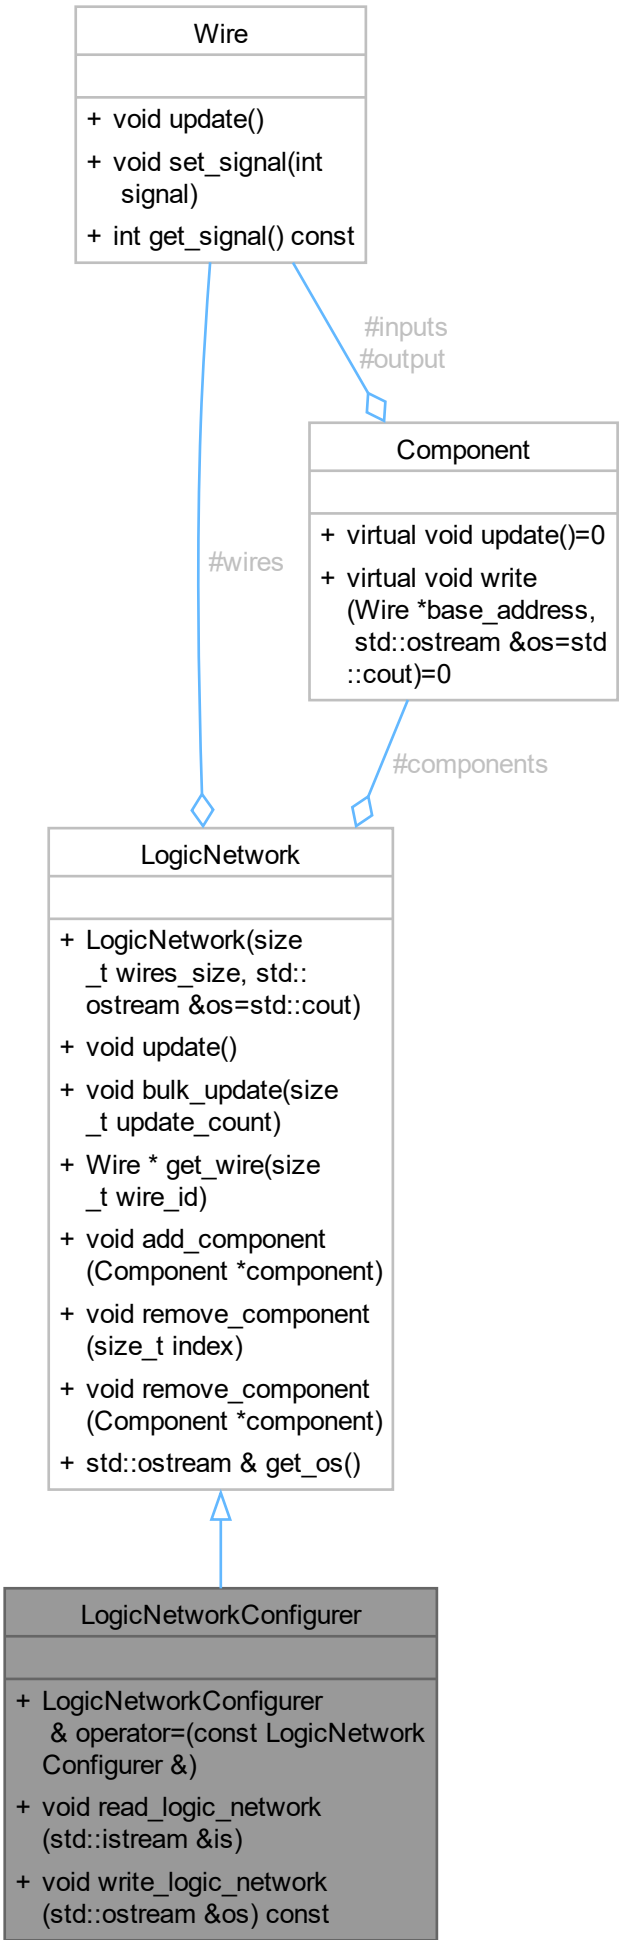 Wire
+ void update()
+ void set_signal(int
signal)
+ int get_signal() const
#inputs
#output
Component
+ virtual void update()=0
+ virtual void write
(Wire *base_address,
std::ostream &os=std
::cout)=0
#wires
#components
LogicNetwork
+ LogicNetwork(size
_t wires_size, std::
ostream &os=std::cout)
+ void update()
+ void bulk_update(size
_t update_count)
+ Wire * get_wire(size
_t wire_id)
+ void add_component
(Component *component)
+ void remove_component
(size_t index)
+ void remove_component
(Component *component)
+ std::ostream & get_os()
LogicNetworkConfigurer
+ LogicNetworkConfigurer
& operator=(const LogicNetwork
Configurer &)
+ void read_logic_network
(std::istream &is)
+ void write_logic_network
(std::ostream &os) const